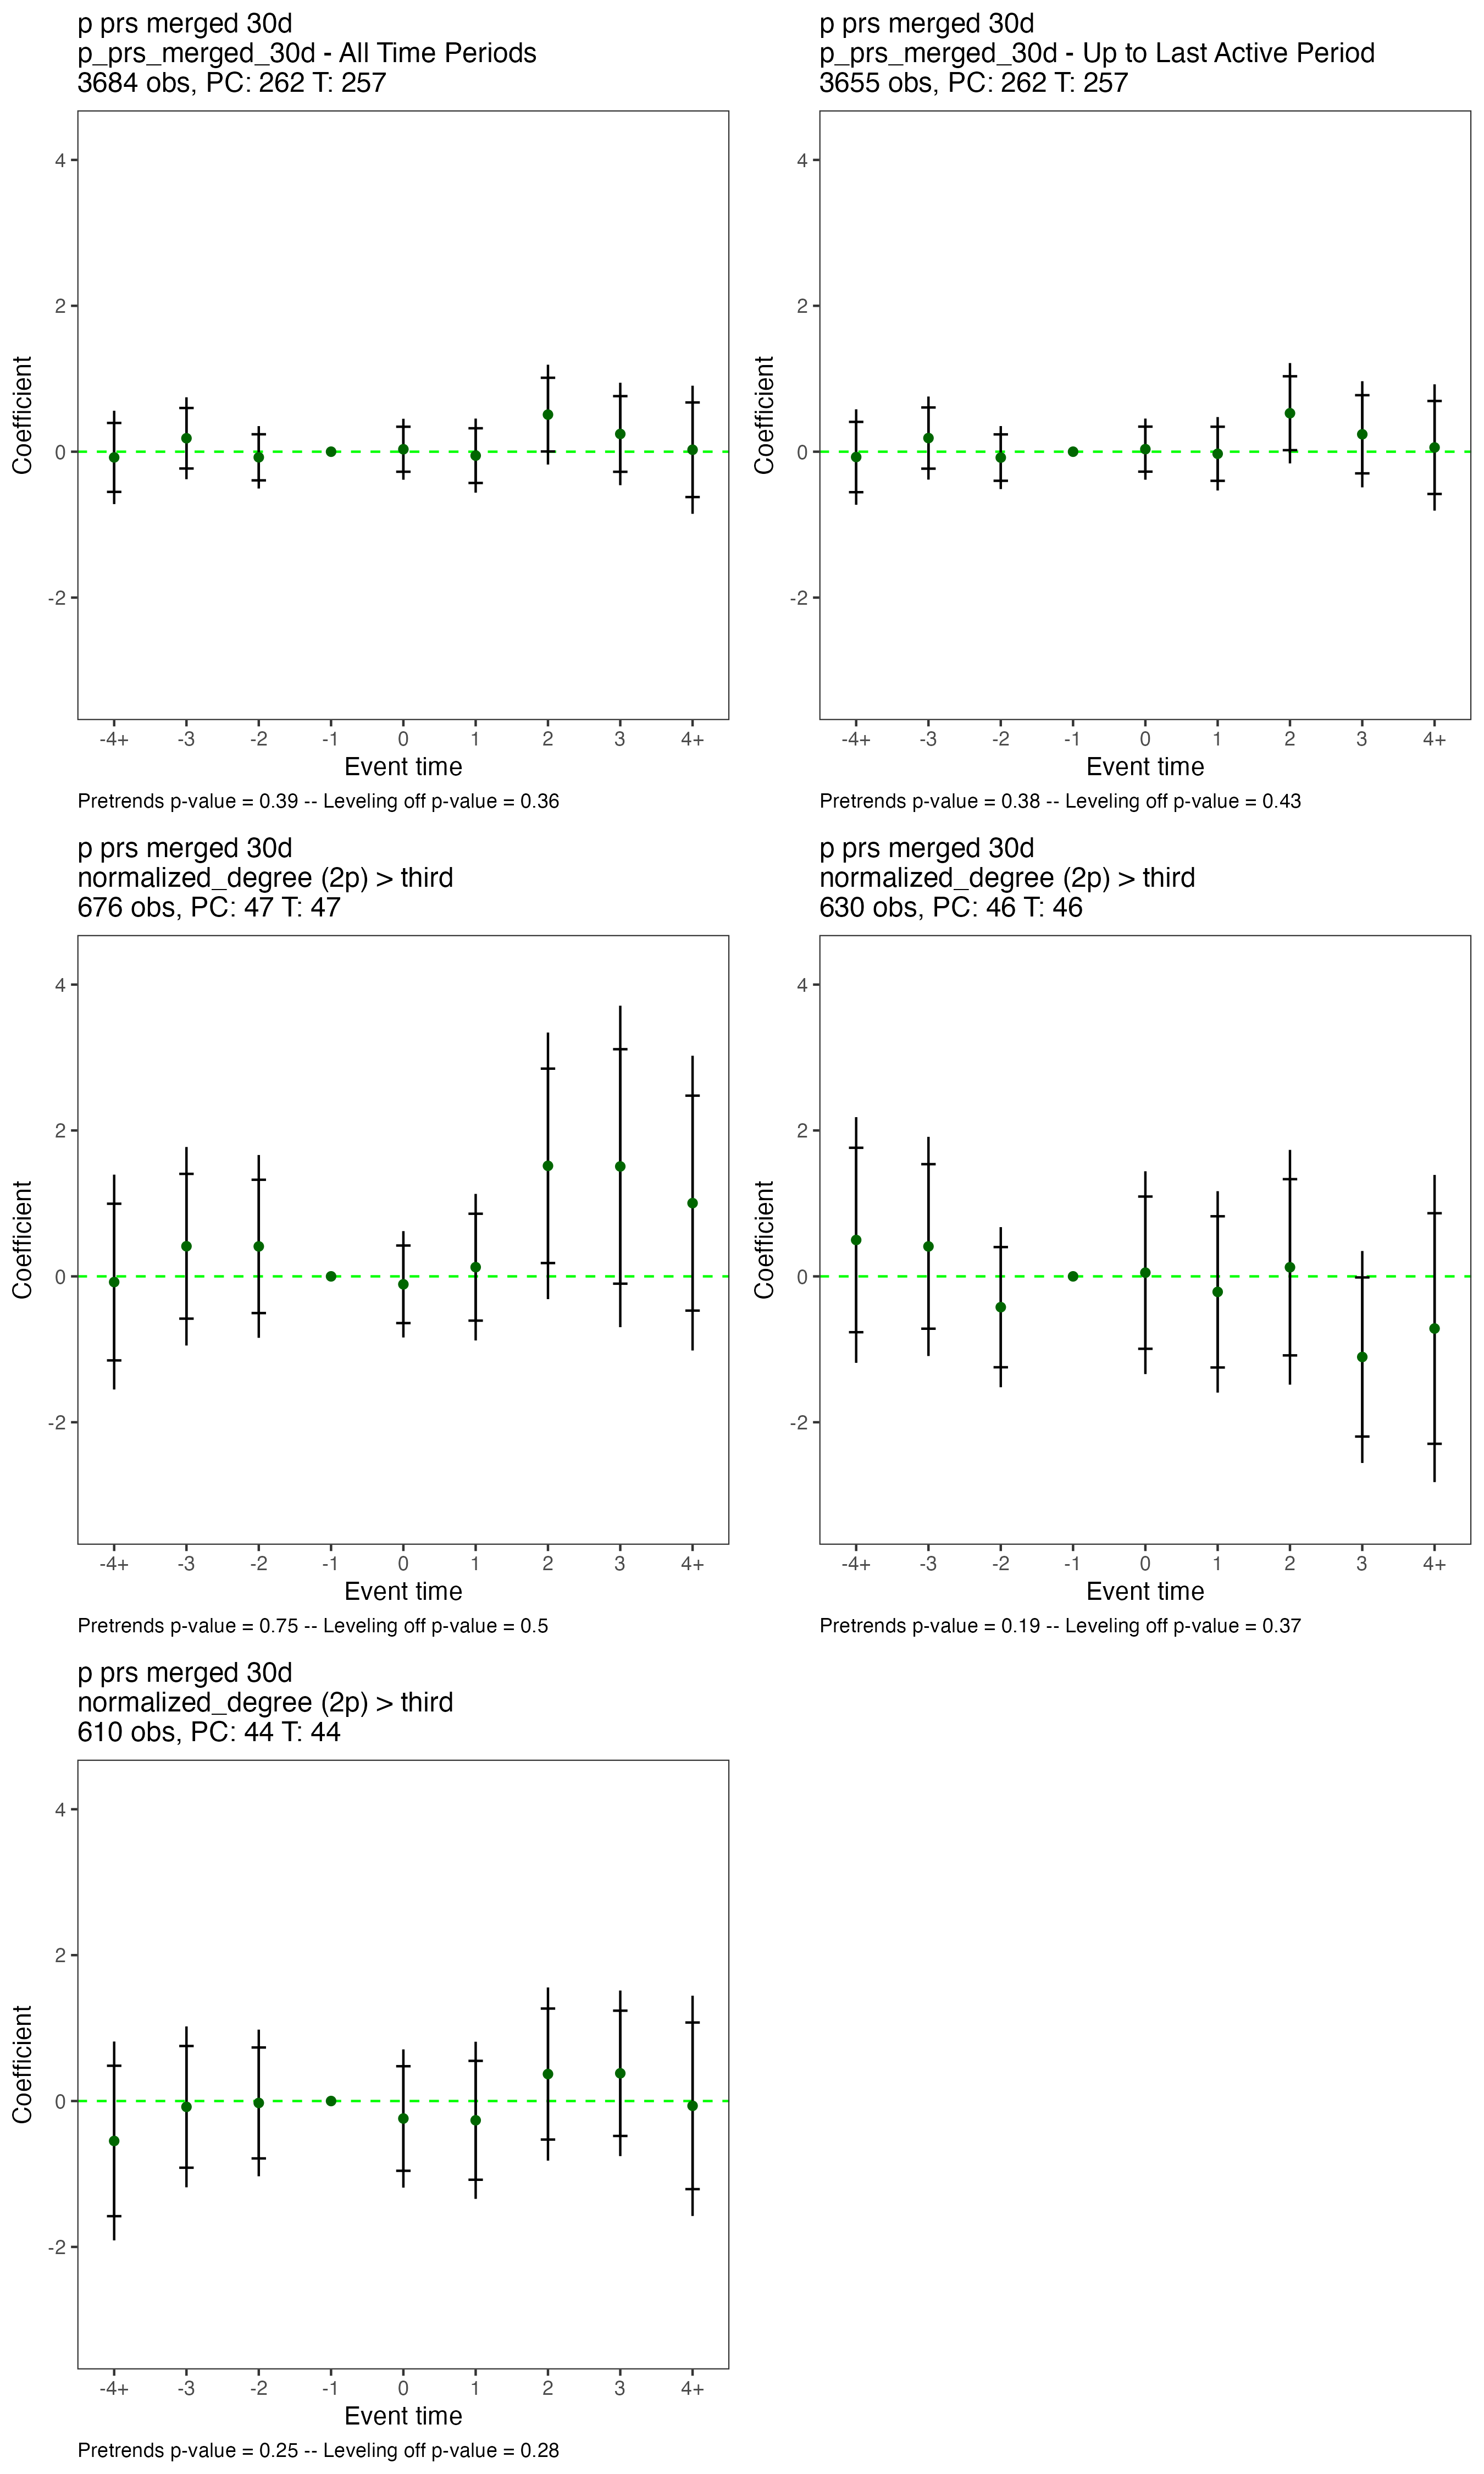 p prs merged 30d
p_prs_merged_30d - All Time Periods
3684 obs, PC: 262 T: 257
4
2
0
-2
Coefficient
-4+ -3 -2 -1 0 1 2 3 4+
Event time
Pretrends p-value = 0.39 -- Leveling off p-value = 0.36
p prs merged 30d
p_prs_merged_30d - Up to Last Active Period
3655 obs, PC: 262 T: 257
4
2
0
-2
Coefficient
-4+ -3 -2 -1 0 1 2 3 4+
Event time
Pretrends p-value = 0.38 -- Leveling off p-value = 0.43
p prs merged 30d
normalized_degree (2p) > third
676 obs, PC: 47 T: 47
4
2
0
-2
Coefficient
-4+ -3 -2 -1 0 1 2 3 4+
Event time
Pretrends p-value = 0.75 -- Leveling off p-value = 0.5
p prs merged 30d
normalized_degree (2p) > third
630 obs, PC: 46 T: 46
4
2
0
-2
Coefficient
-4+ -3 -2 -1 0 1 2 3 4+
Event time
Pretrends p-value = 0.19 -- Leveling off p-value = 0.37
p prs merged 30d
normalized_degree (2p) > third
610 obs, PC: 44 T: 44
4
2
0
-2
Coefficient
-4+ -3 -2 -1 0 1 2 3 4+
Event time
Pretrends p-value = 0.25 -- Leveling off p-value = 0.28